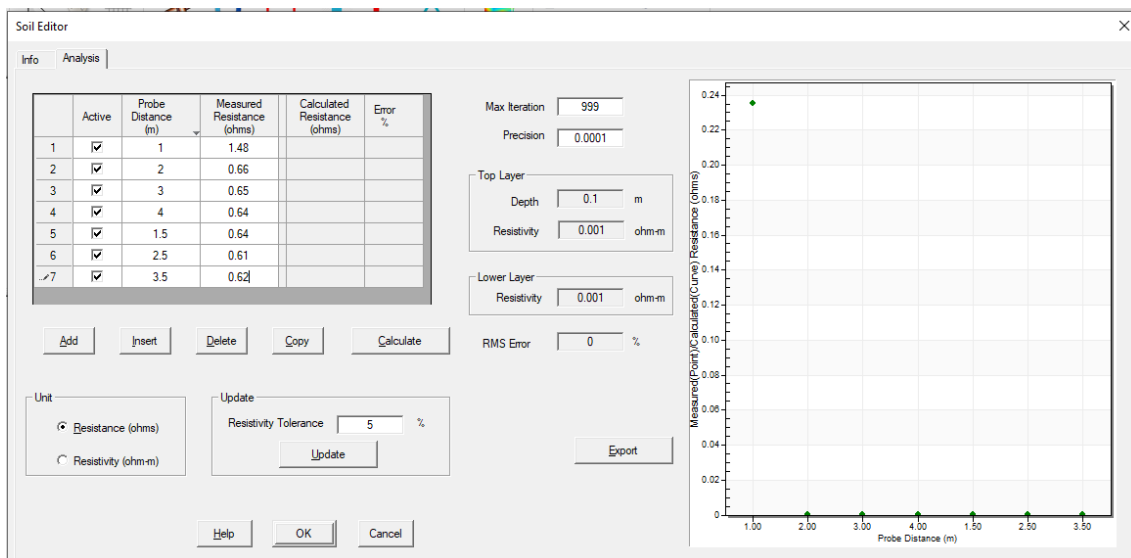 Soil Editor
Info
Analysis
Active
Probe Distance (m)
Measured Resistance (ohms)
Calculated Resistance (ohms)
Error %
1 1 1.48
2 2 0.66
3 3 0.65
4 4 0.64
5 1.5 0.64
6 2.5 0.61
7 3.5 0.62
Add
Insert
Delete
Copy
Calculate
Unit
Resistance (ohms)
Resistivity (ohm-m)
Update
Resistivity Tolerance 5 %
Update
Help
OK
Cancel
Max Iteration 999
Precision 0.0001
Top Layer
Depth 0.1 m
Resistivity 0.001 ohm-m
Lower Layer
Resistivity 0.001 ohm-m
RMS Error 0 %
Export
Measured(Point)/Calculated(Curve) Resistance (ohms)
0.24
0.22
0.20
0.18
0.16
0.14
0.12
0.10
0.08
0.06
0.04
0.02
0
1.00 2.00 3.00 4.00 1.50 2.50 3.50
Probe Distance (m)